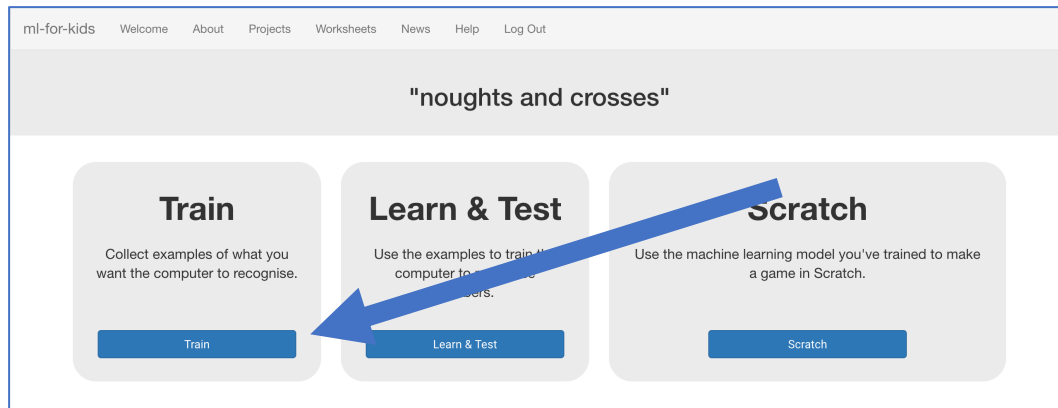 ml-for-kids Welcome About Projects Worksheets News Help Log Out
"noughts and crosses"
Train
Collect examples of what you
want the computer to recognise.
Train
Learn & Test
Use the examples to train
computer to
Learn & Test
Scratch
Use the machine learning model you've trained to make
a game in Scratch.
Scratch